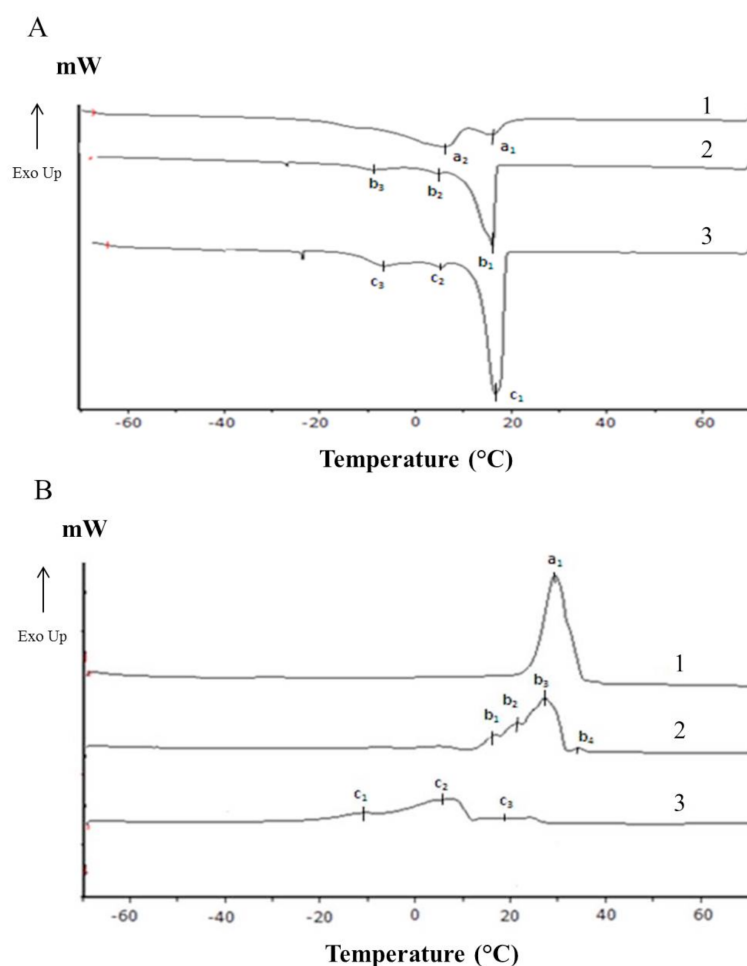 A
mW
Exo Up
1
a₂
a₁
2
b₃
b₂
b₁
3
c₃
c₂
c₁
-60
-40
-20
0
20
40
60
Temperature (°C)
B
mW
Exo Up
a₁
1
b₁
b₂
b₃
b₄
2
c₁
c₂
c₃
3
-60
-40
-20
0
20
40
60
Temperature (°C)